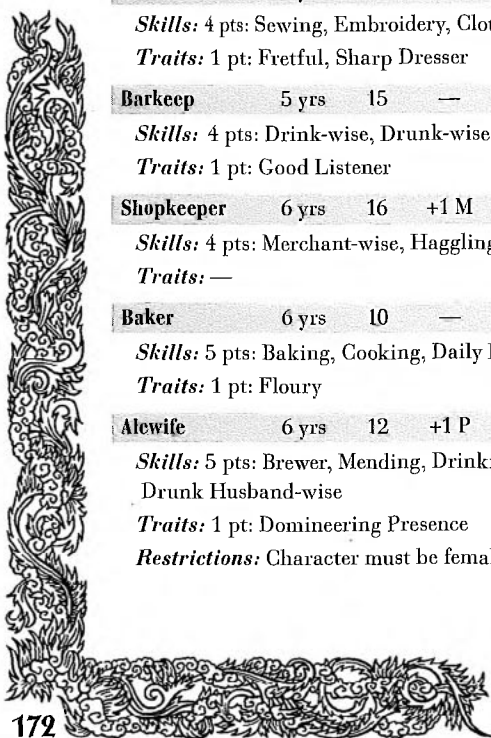 Skills: 4 pts: Sewing, Embroidery,
Traits: 1 pt: Fretful, Sharp Dresser
Barkeep 5 yrs 15 —
Skills: 4 pts: Drink-wise, Drunk-wise
Traits: 1 pt: Good Listener
Shopkeeper 6 yrs 16 +1 M
Skills: 4 pts: Merchant-wise, Haggling
Traits: —
Baker 6 yrs 10 —
Skills: 5 pts: Baking, Cooking, Daily
Traits: 1 pt: Floury
Alewife 6 yrs 12 +1 P
Skills: 5 pts: Brewer, Mending,
Drunk Husband-wise
Traits: 1 pt: Domineering Presence
Restrictions: Character must be
172